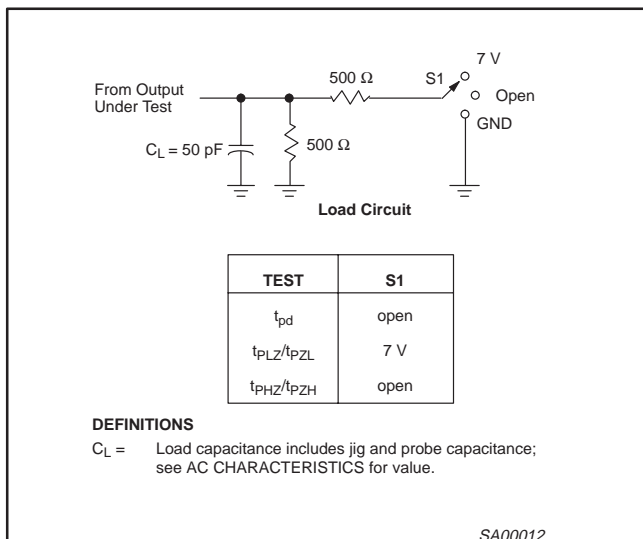 7 V
500 Ω
S1
From Output
Under Test
Open
GND
C_L = 50 pF
500 Ω
Load Circuit
TEST S1
t_pd open
t_PLZ/t_PZL 7 V
t_PHZ/t_PZH open
DEFINITIONS
C_L = Load capacitance includes jig and probe capacitance;
see AC CHARACTERISTICS for value.
SA00012